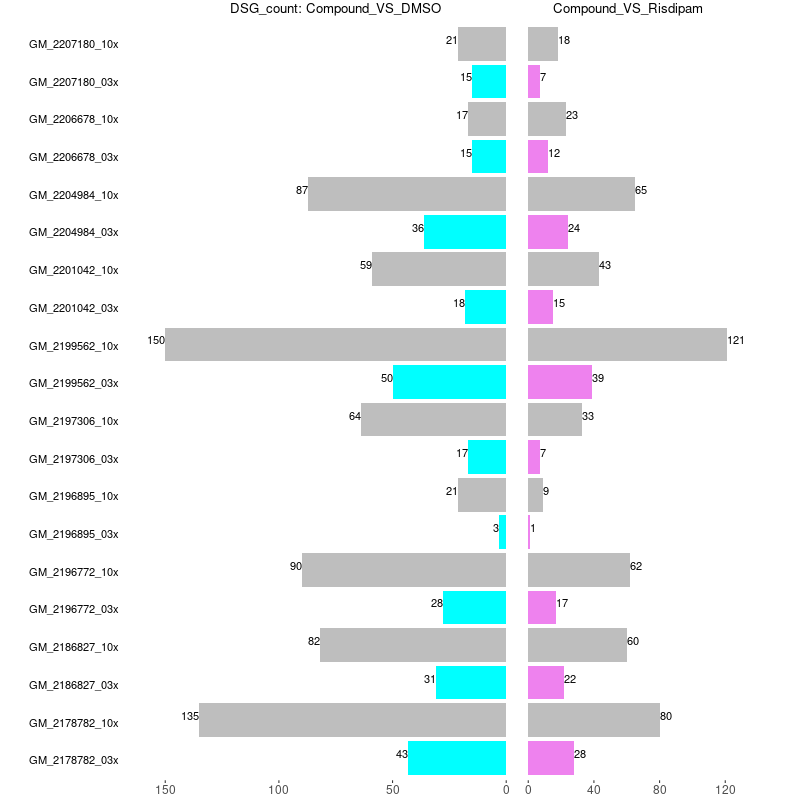 DSG_count: Compound_VS_DMSO Compound_VS_Risdipam
GM_2207180_10x 21 18
GM_2207180_03x 15 7
GM_2206678_10x 17 23
GM_2206678_03x 15 12
GM_2204984_10x 87 65
GM_2204984_03x 36 24
GM_2201042_10x 59 43
GM_2201042_03x 18 15
GM_2199562_10x 150 121
GM_2199562_03x 50 39
GM_2197306_10x 64 33
GM_2197306_03x 17 7
GM_2196895_10x 21 9
GM_2196895_03x 3 1
GM_2196772_10x 90 62
GM_2196772_03x 28 17
GM_2186827_10x 82 60
GM_2186827_03x 31 22
GM_2178782_10x 135 80
GM_2178782_03x 43 28
150 100 50 0 0 40 80 120